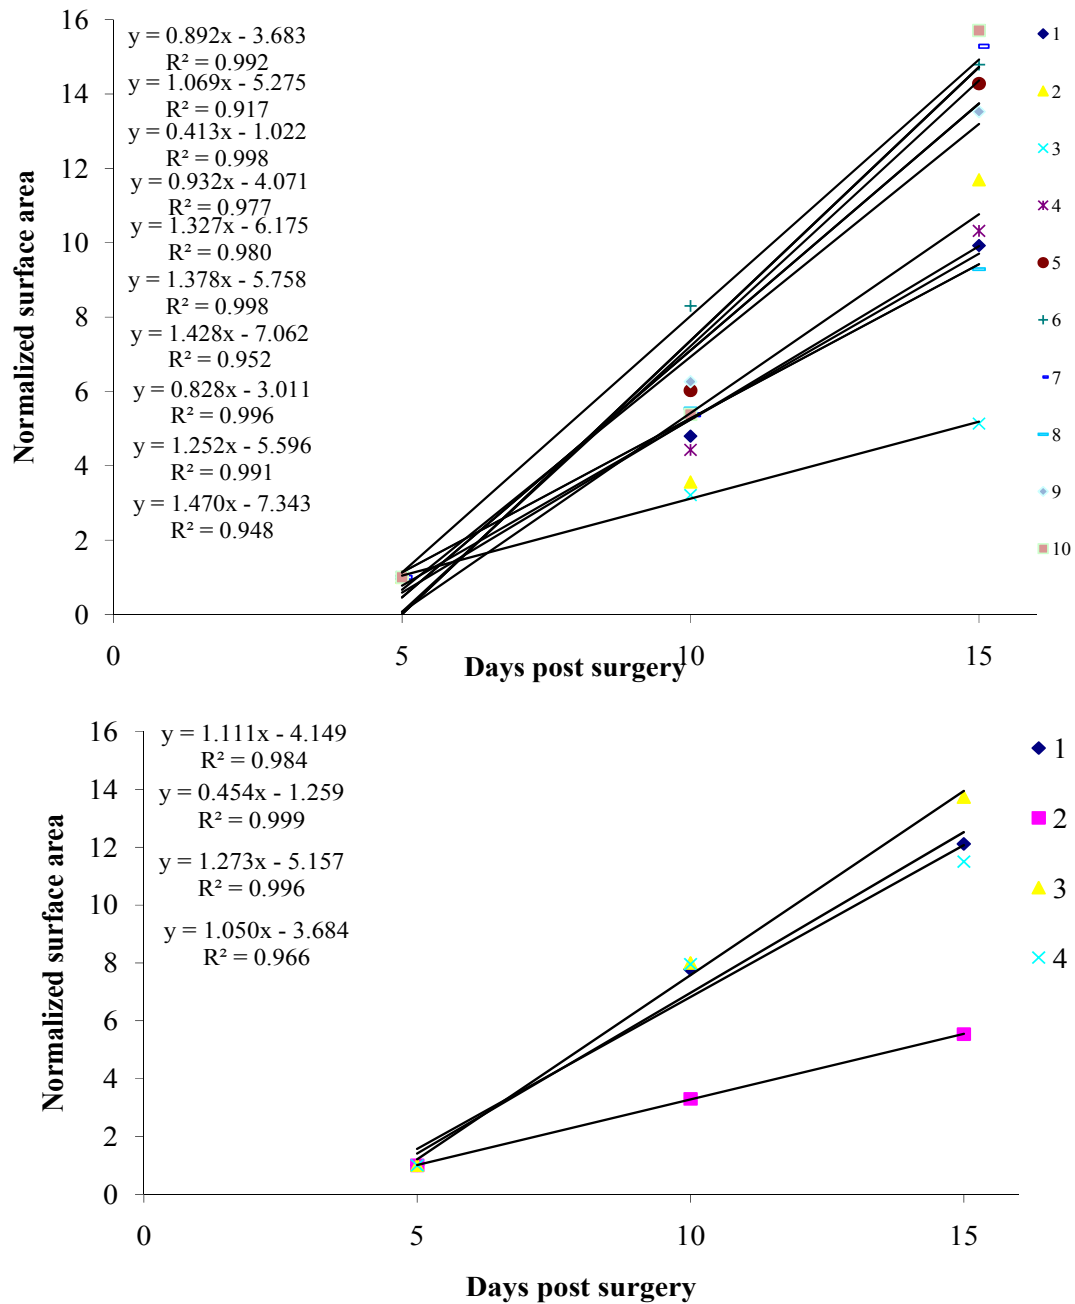 y = 0.892x - 3.683
R² = 0.992
y = 1.069x - 5.275
R² = 0.917
y = 0.413x - 1.022
R² = 0.998
y = 0.932x - 4.071
R² = 0.977
y = 1.327x - 6.175
R² = 0.980
y = 1.378x - 5.758
R² = 0.998
y = 1.428x - 7.062
R² = 0.952
y = 0.828x - 3.011
R² = 0.996
y = 1.252x - 5.596
R² = 0.991
y = 1.470x - 7.343
R² = 0.948
Normalized surface area
16
14
12
10
8
6
4
2
0
0
5
10
15
Days post surgery
1
2
3
4
5
6
7
8
9
10
y = 1.111x - 4.149
R² = 0.984
y = 0.454x - 1.259
R² = 0.999
y = 1.273x - 5.157
R² = 0.996
y = 1.050x - 3.684
R² = 0.966
Normalized surface area
16
14
12
10
8
6
4
2
0
0
5
10
15
Days post surgery
1
2
3
4